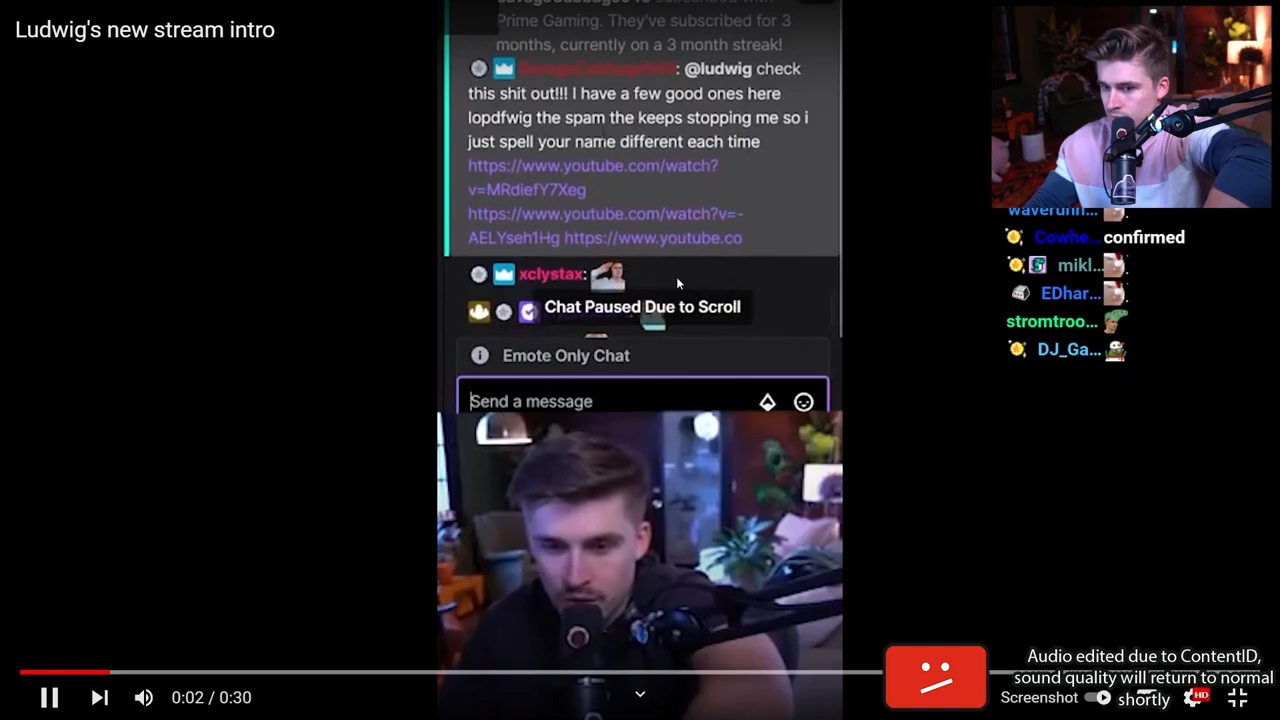 Ludwig's new stream intro
Prime Gaming. They've subscribed for 3
months, currently on a 3 month streak!
: @ludwig check
this shit out!!! I have a few good ones here
lopdfwig the spam the keeps stopping me so i
just spell your name different each time
https://www.youtube.com/watch?
v=MRdiefY7Xeg
https://www.youtube.com/watch?v=-
AELYseh1Hg https://www.youtube.co
xclystax:
Chat Paused Due to Scroll
Emote Only Chat
Send a message
waverunn...
Cowhe... confirmed
mikl...
EDhar...
stromtroo...
DJ_Ga...
0:02 / 0:30
Audio edited due to ContentID,
sound quality will return to normal
shortly
Screenshot
HD